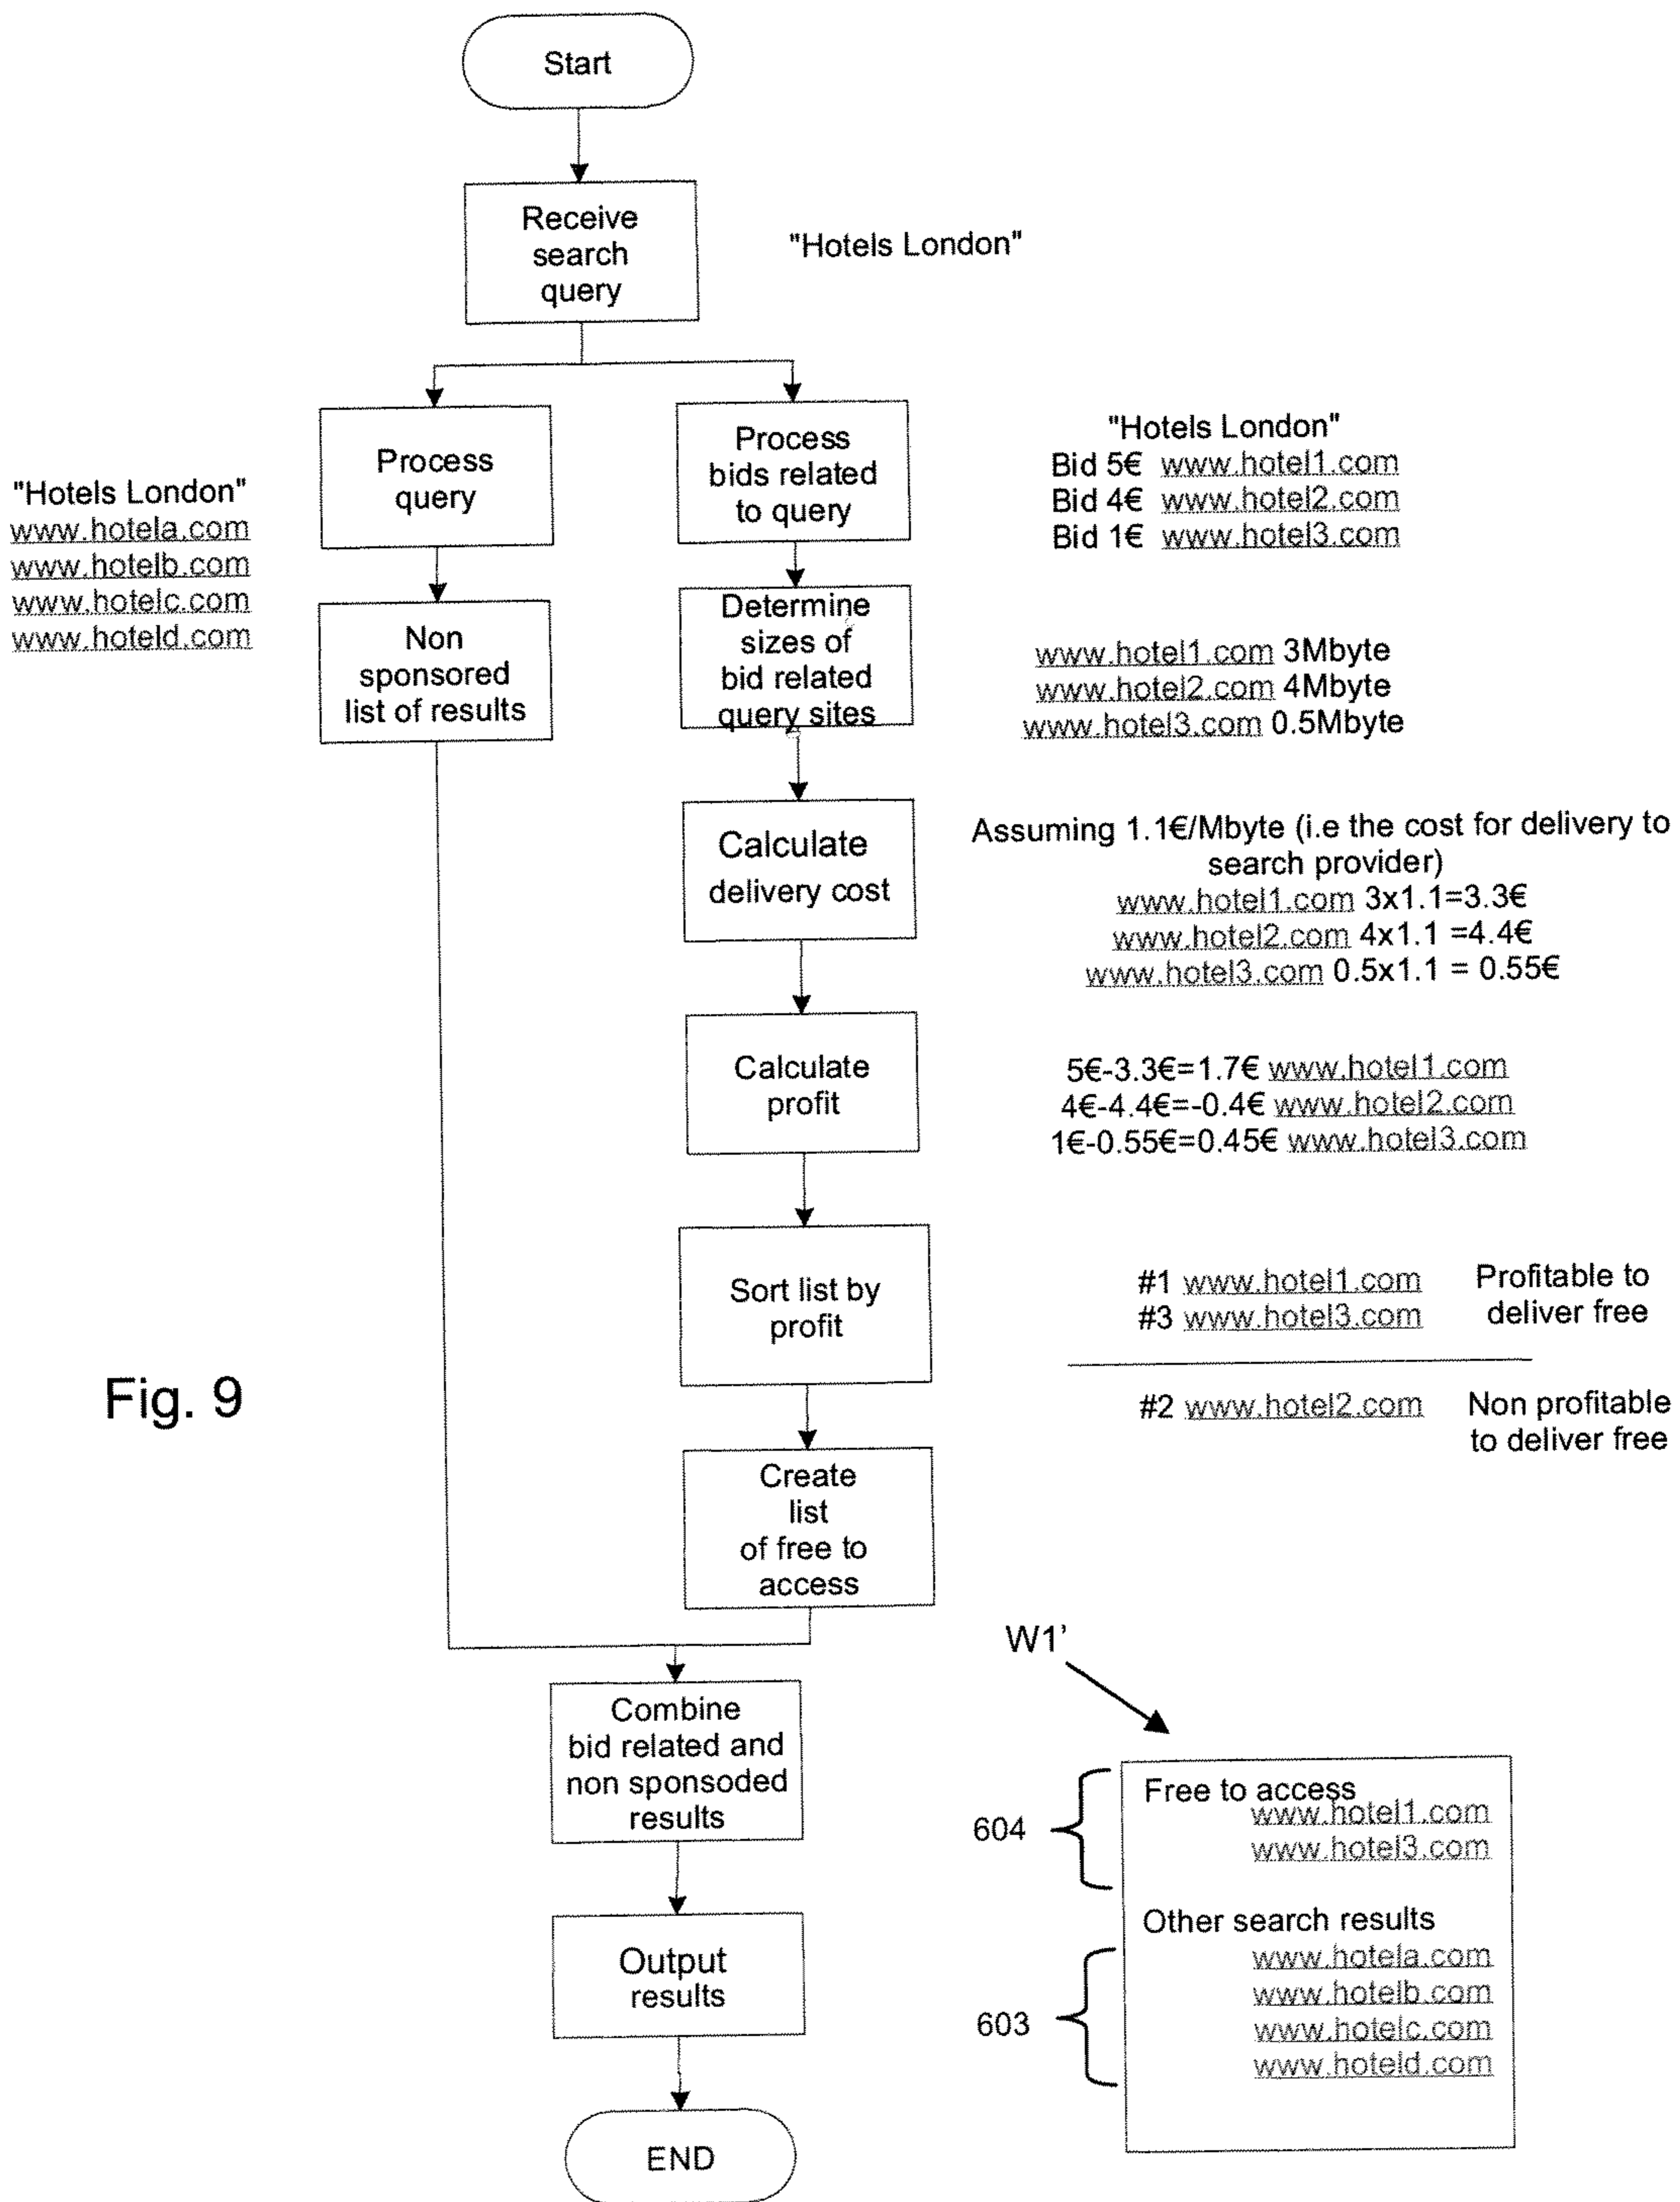 Start
Receive
search
query
"Hotels London"
Process
query
"Hotels London"
www.hotela.com
www.hotelb.com
www.hotelc.com
www.hoteld.com
Non
sponsored
list of results
Process
bids related
to query
"Hotels London"
Bid 5€ www.hotel1.com
Bid 4€ www.hotel2.com
Bid 1€ www.hotel3.com
Determine
sizes of
bid related
query sites
www.hotel1.com 3Mbyte
www.hotel2.com 4Mbyte
www.hotel3.com 0.5Mbyte
Calculate
delivery cost
Assuming 1.1€/Mbyte (i.e the cost for delivery to
search provider)
www.hotel1.com 3x1.1=3.3€
www.hotel2.com 4x1.1 =4.4€
www.hotel3.com 0.5x1.1 = 0.55€
Calculate
profit
5€-3.3€=1.7€ www.hotel1.com
4€-4.4€=-0.4€ www.hotel2.com
1€-0.55€=0.45€ www.hotel3.com
Sort list by
profit
#1 www.hotel1.com
#3 www.hotel3.com
Profitable to
deliver free
#2 www.hotel2.com
Non profitable
to deliver free
Fig. 9
Create
list
of free to
access
Combine
bid related and
non sponsoded
results
Output
results
END
W1’
604
Free to access
www.hotel1.com
www.hotel3.com
Other search results
603
www.hotela.com
www.hotelb.com
www.hotelc.com
www.hoteld.com